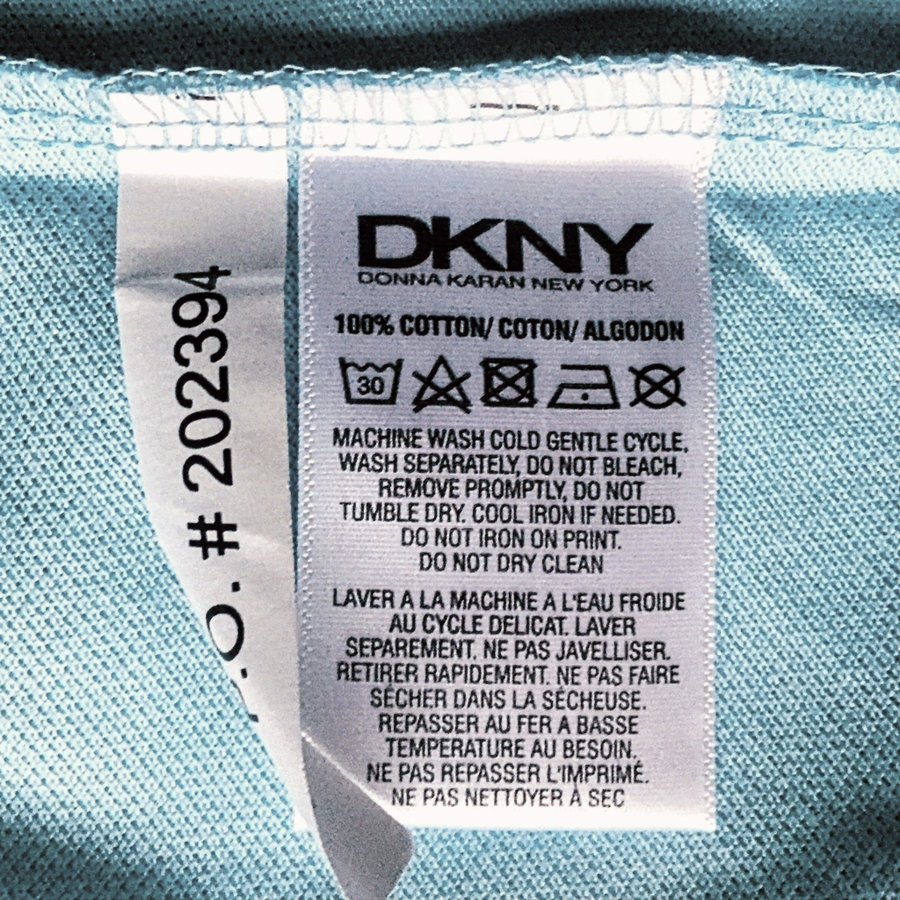 DKNY
DONNA KARAN NEW YORK
100% COTTON/ COTON/ ALGODON
30
MACHINE WASH COLD GENTLE CYCLE,
WASH SEPARATELY, DO NOT BLEACH,
REMOVE PROMPTLY, DO NOT
TUMBLE DRY. COOL IRON IF NEEDED.
DO NOT IRON ON PRINT.
DO NOT DRY CLEAN
LAVER A LA MACHINE A L'EAU FROIDE
AU CYCLE DELICAT. LAVER
SEPAREMENT. NE PAS JAVELLISER.
RETIRER RAPIDEMENT. NE PAS FAIRE
SÉCHER DANS LA SÉCHEUSE.
REPASSER AU FER A BASSE
TEMPERATURE AU BESOIN.
NE PAS REPASSER L'IMPRIMÉ.
NE PAS NETTOYER À SEC
O. # 202394